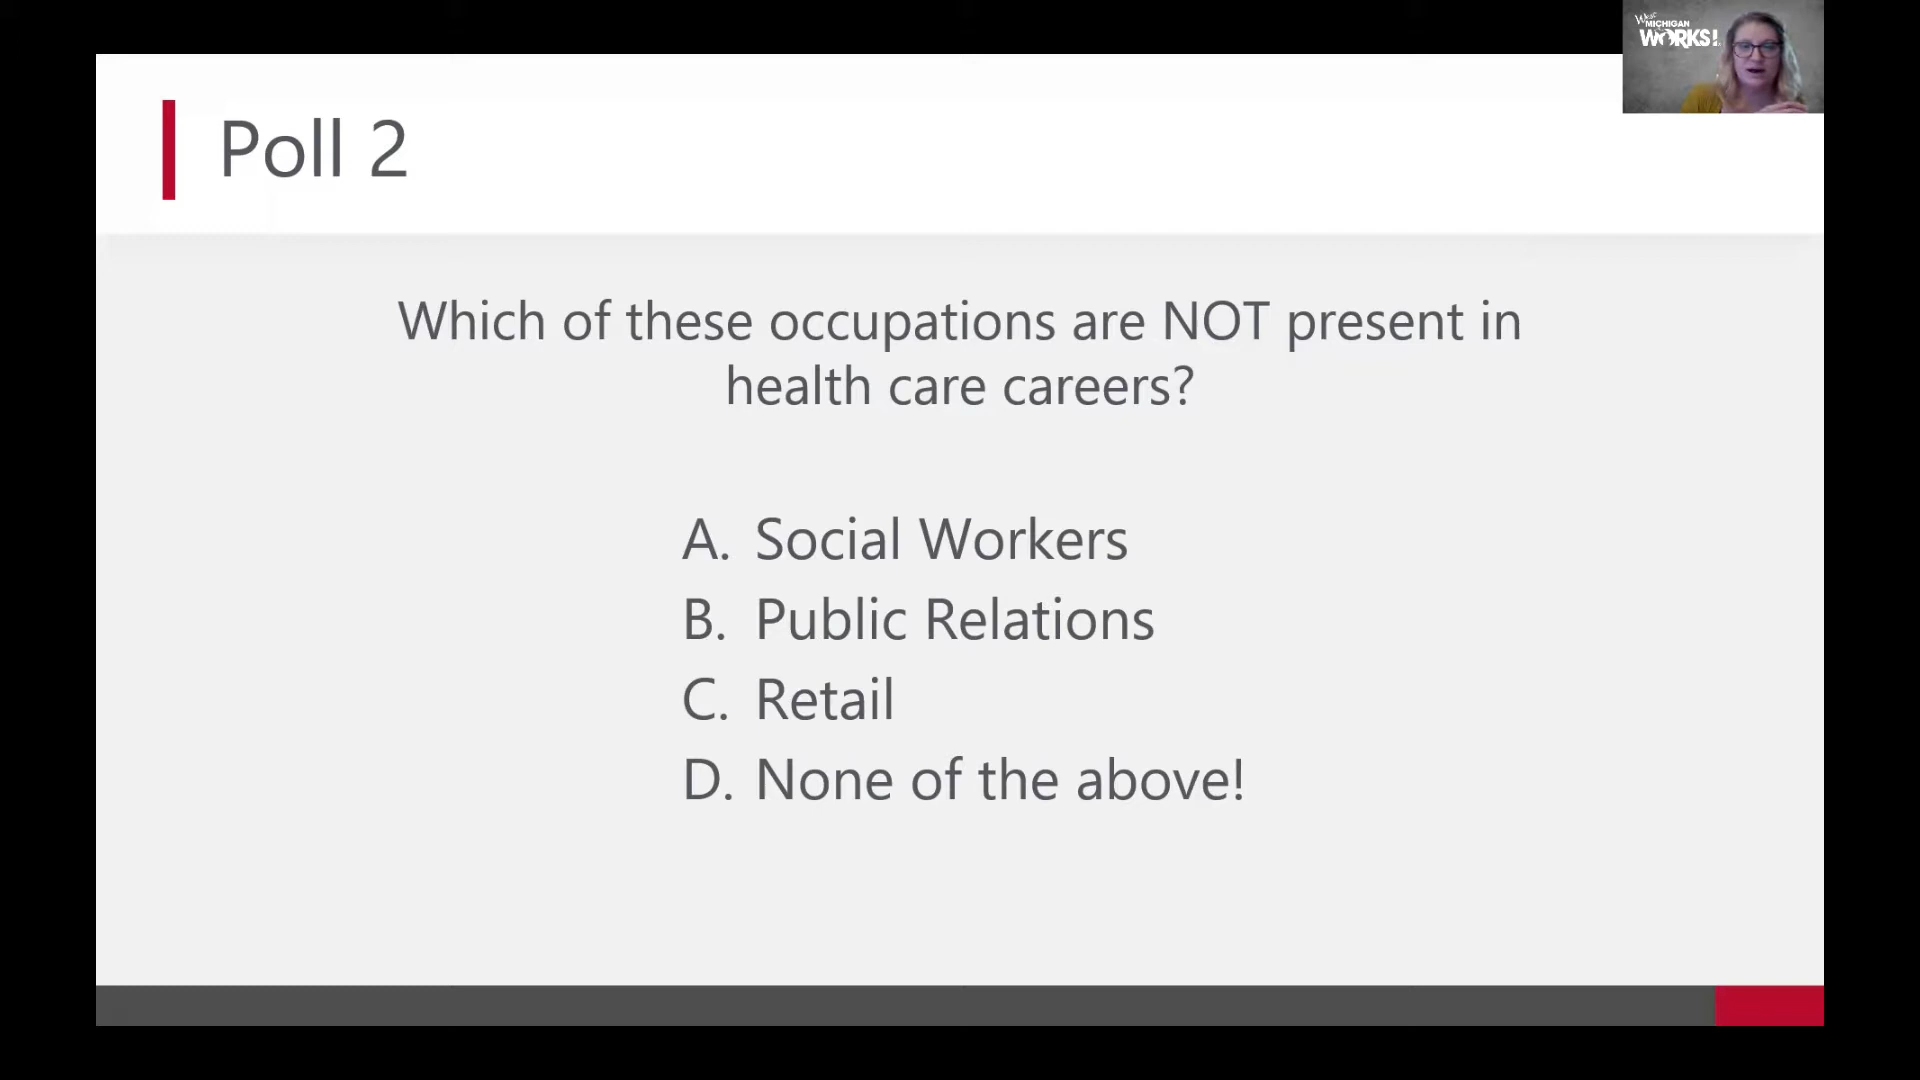 West
MICHIGAN
WORKS!
Poll 2
Which of these occupations are NOT present in
health care careers?
A. Social Workers
B. Public Relations
C. Retail
D. None of the above!